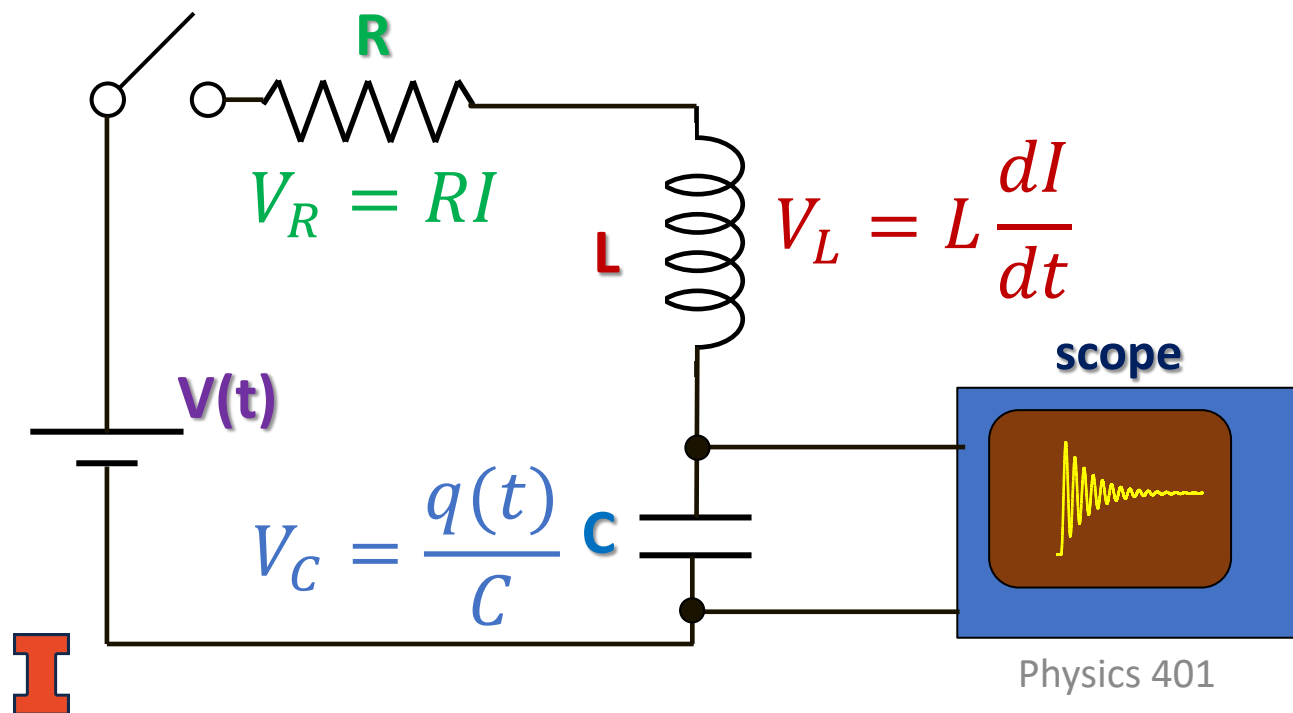 R
V_R = RI
V_L = L dI/dt
L
scope
V(t)
V_C = q(t)/C
C
I
Physics 401